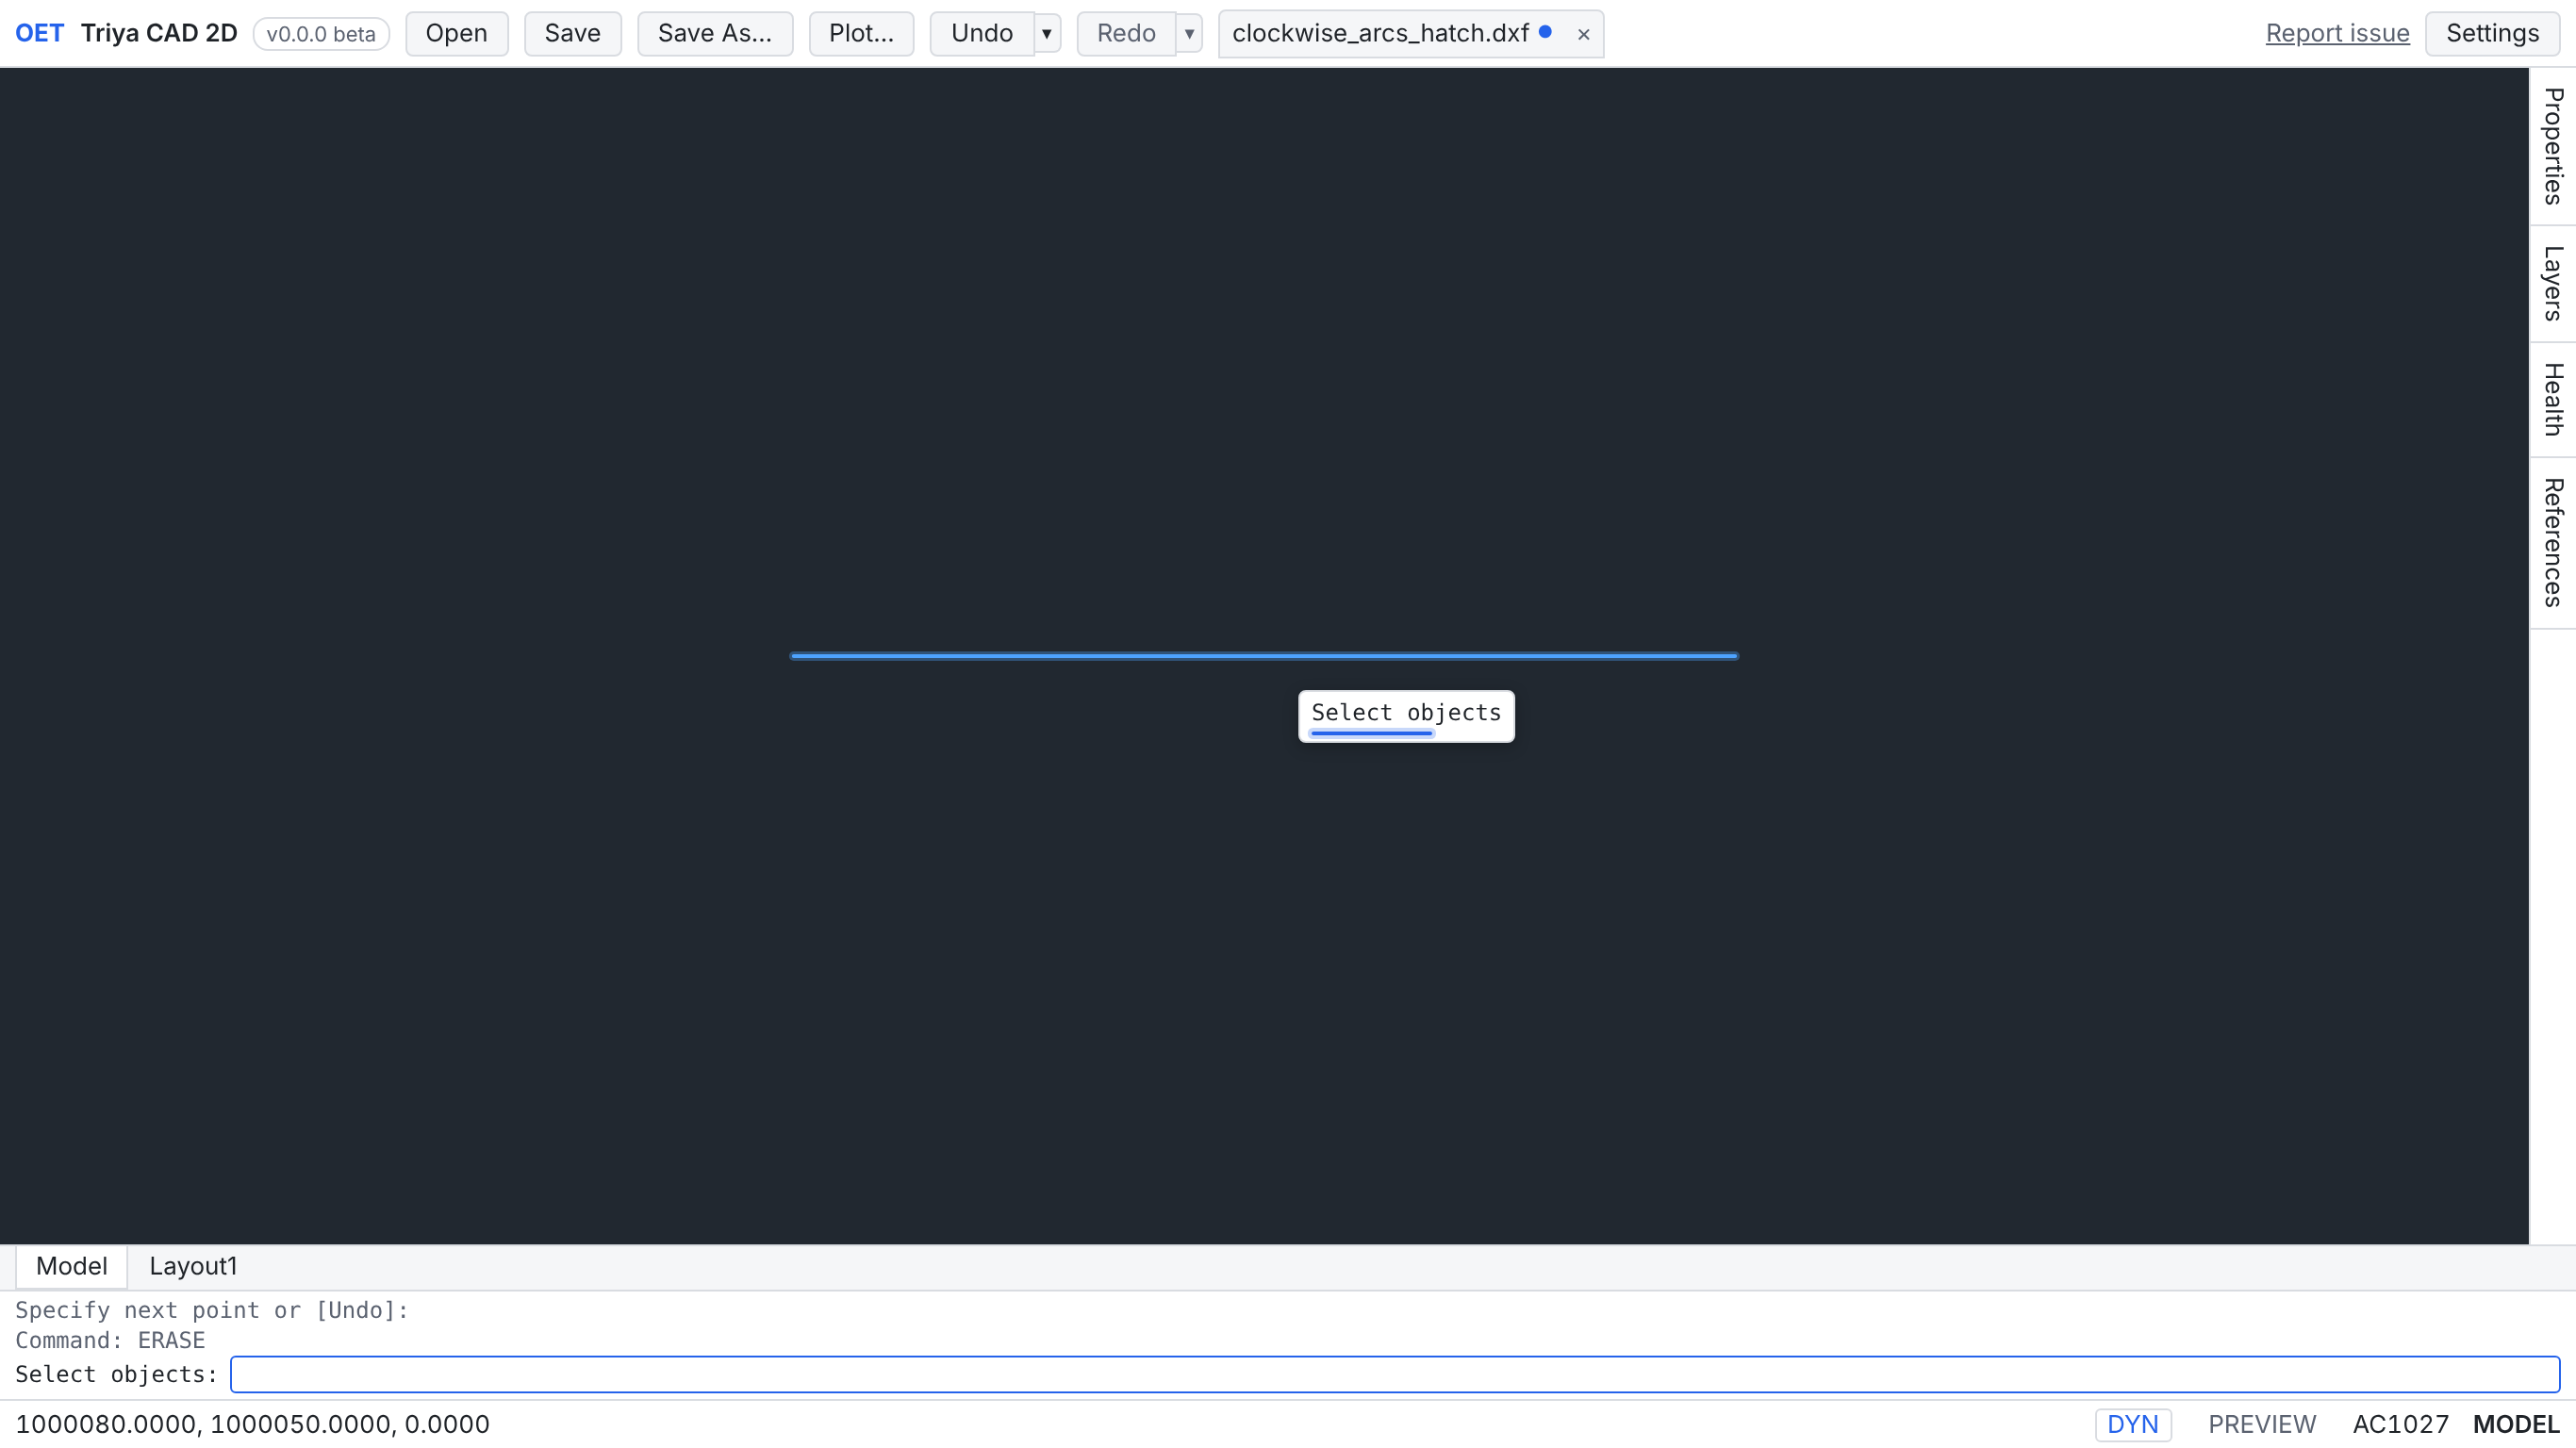 OET Triya CAD 2D v0.0.0 beta Open Save Save As... Plot... Undo ▾ Redo ▾ clockwise_arcs_hatch.dxf × Report issue Settings
Properties
Layers
Health
References
Select objects
Model Layout1
Specify next point or [Undo]:
Command: ERASE
Select objects:
1000080.0000, 1000050.0000, 0.0000 DYN PREVIEW AC1027 MODEL